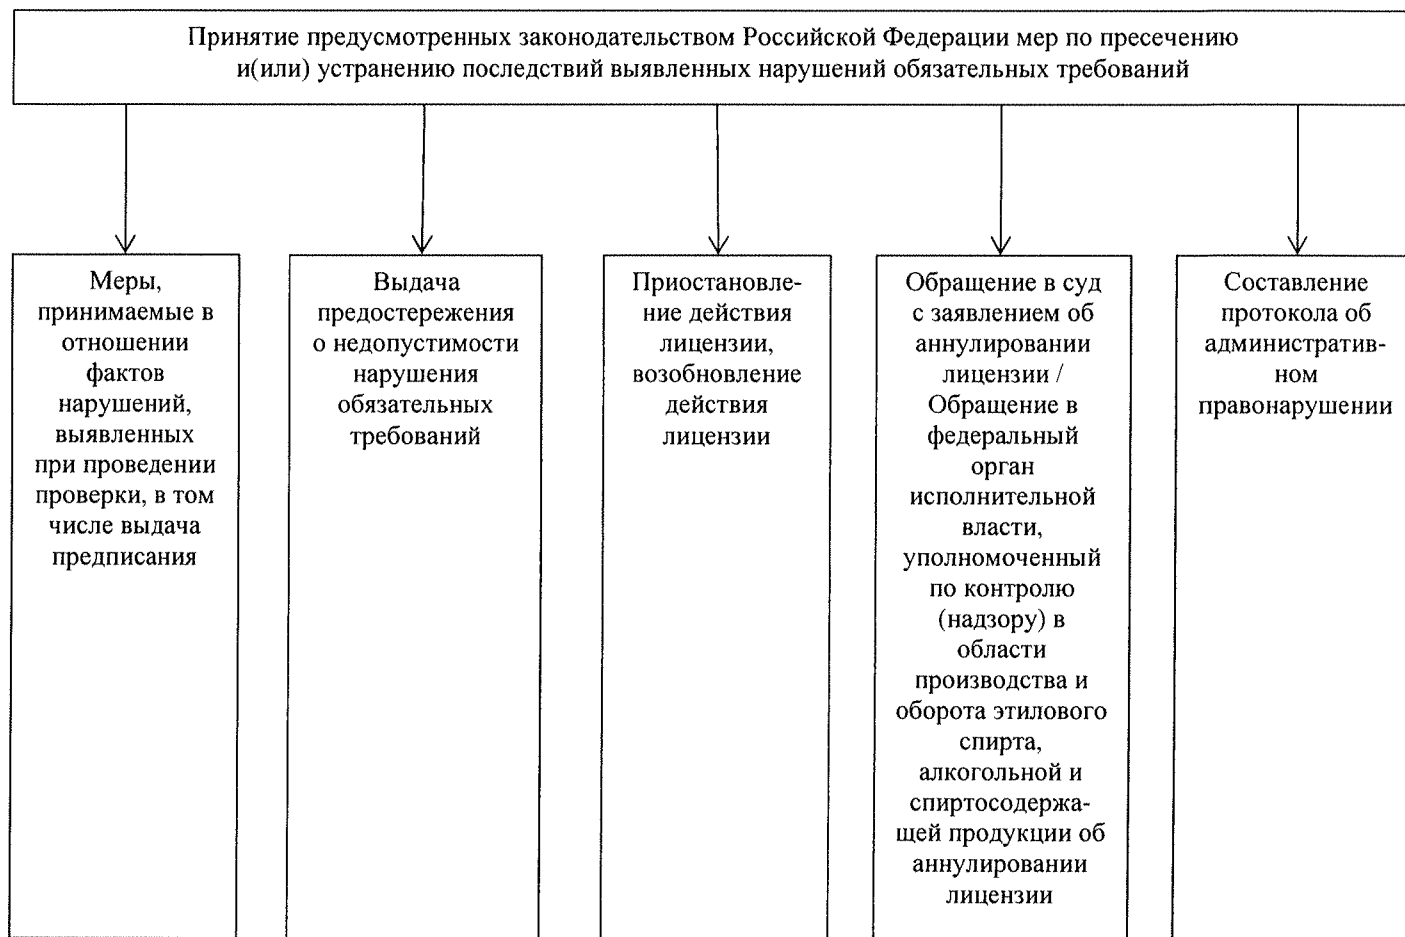 Принятие предусмотренных законодательством Российской Федерации мер по пресечению
и(или) устранению последствий выявленных нарушений обязательных требований
Меры,
принимаемые в
отношении
фактов
нарушений,
выявленных
при проведении
проверки, в том
числе выдача
предписания
Выдача
предостережения
о недопустимости
нарушения
обязательных
требований
Приостановле-
ние действия
лицензии,
возобновление
действия
лицензии
Обращение в суд
с заявлением об
аннулировании
лицензии /
Обращение в
федеральный
орган
исполнительной
власти,
уполномоченный
по контролю
(надзору) в
области
производства и
оборота этилового
спирта,
алкогольной и
спиртосодержа-
щей продукции об
аннулировании
лицензии
Составление
протокола об
административ-
ном
правонарушении